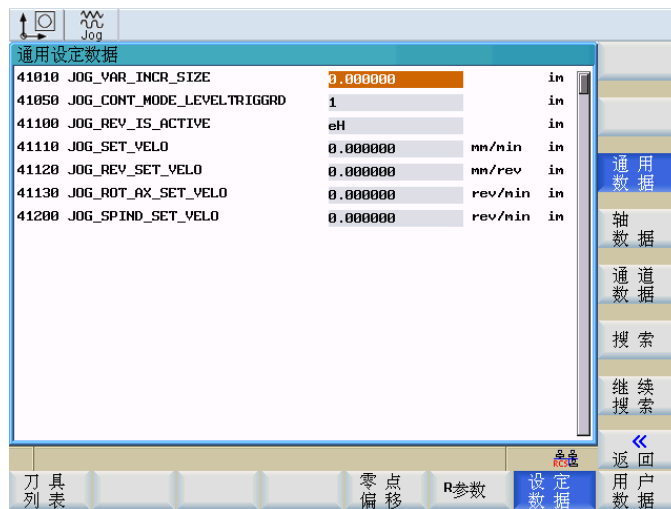 Jog
通用设定数据
41010 JOG_VAR_INCR_SIZE 0.000000 im
41050 JOG_CONT_MODE_LEVELTRIGGRD 1 im
41100 JOG_REV_IS_ACTIVE eH im
41110 JOG_SET_VELO 0.000000 mm/min im
41120 JOG_REV_SET_VELO 0.000000 mm/rev im
41130 JOG_ROT_AX_SET_VELO 0.000000 rev/min im
41200 JOG_SPIND_SET_VELO 0.000000 rev/min im
通用
数据
轴
数据
通道
数据
搜索
继续
搜索
«
返回
RCS
刀具
列表
零点
偏移
R参数
设定
数据
用户
数据